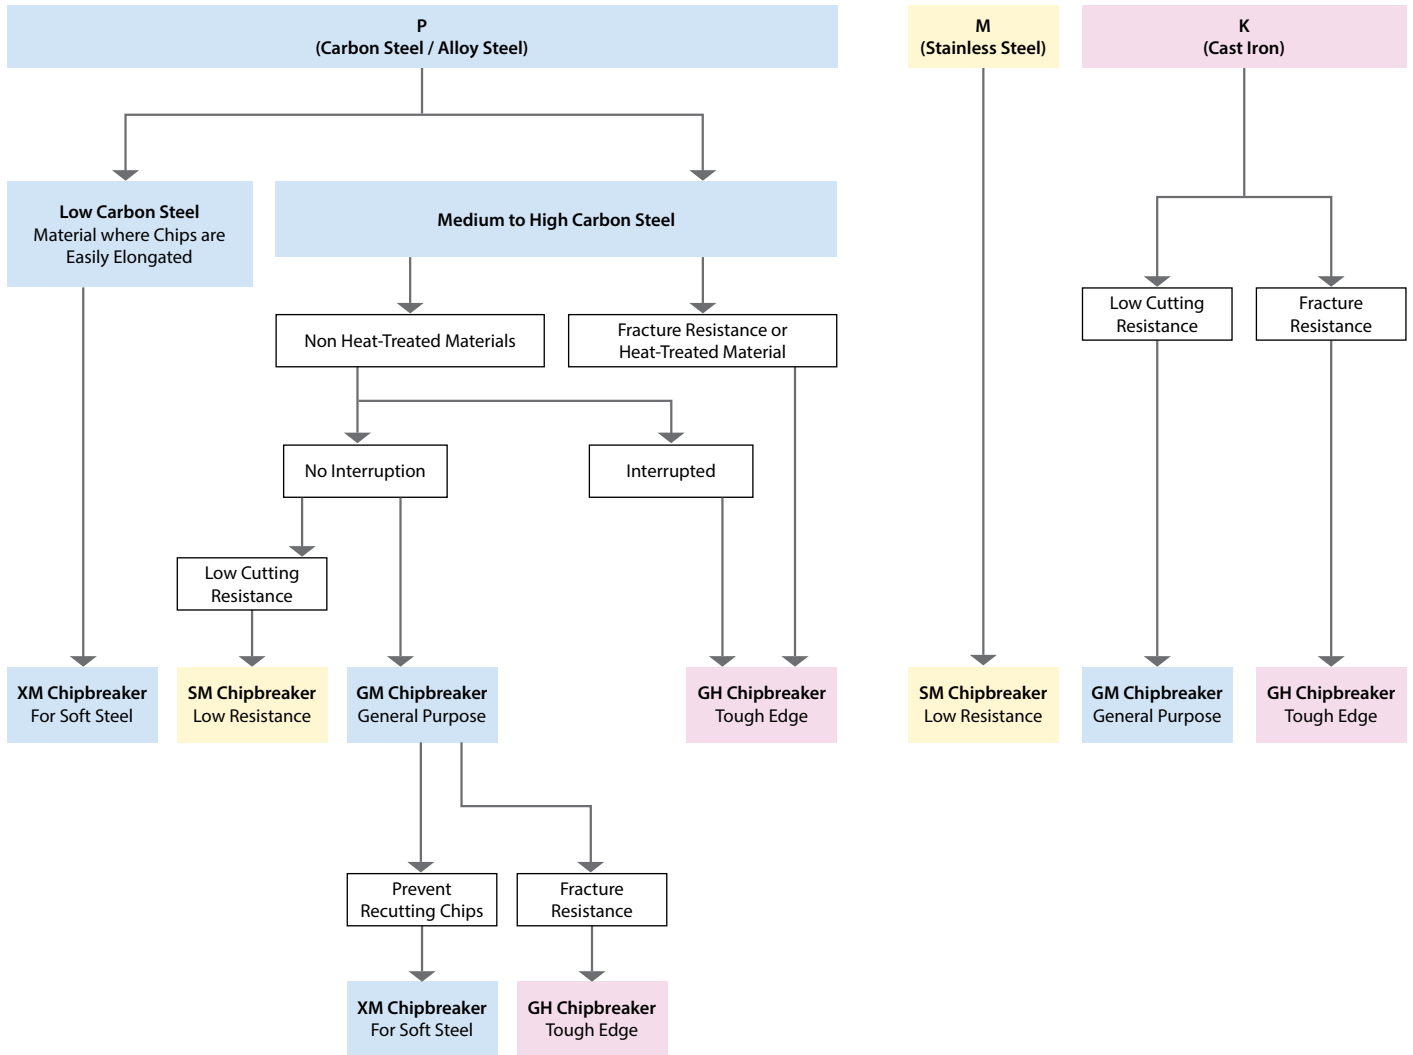 P
(Carbon Steel / Alloy Steel)
M
(Stainless Steel)
K
(Cast Iron)
Low Carbon Steel
Material where Chips are
Easily Elongated
Medium to High Carbon Steel
Non Heat-Treated Materials
Fracture Resistance or
Heat-Treated Material
Low Cutting
Resistance
Fracture
Resistance
No Interruption
Interrupted
Low Cutting
Resistance
XM Chipbreaker
For Soft Steel
SM Chipbreaker
Low Resistance
GM Chipbreaker
General Purpose
GH Chipbreaker
Tough Edge
SM Chipbreaker
Low Resistance
GM Chipbreaker
General Purpose
GH Chipbreaker
Tough Edge
Prevent
Recutting Chips
Fracture
Resistance
XM Chipbreaker
For Soft Steel
GH Chipbreaker
Tough Edge